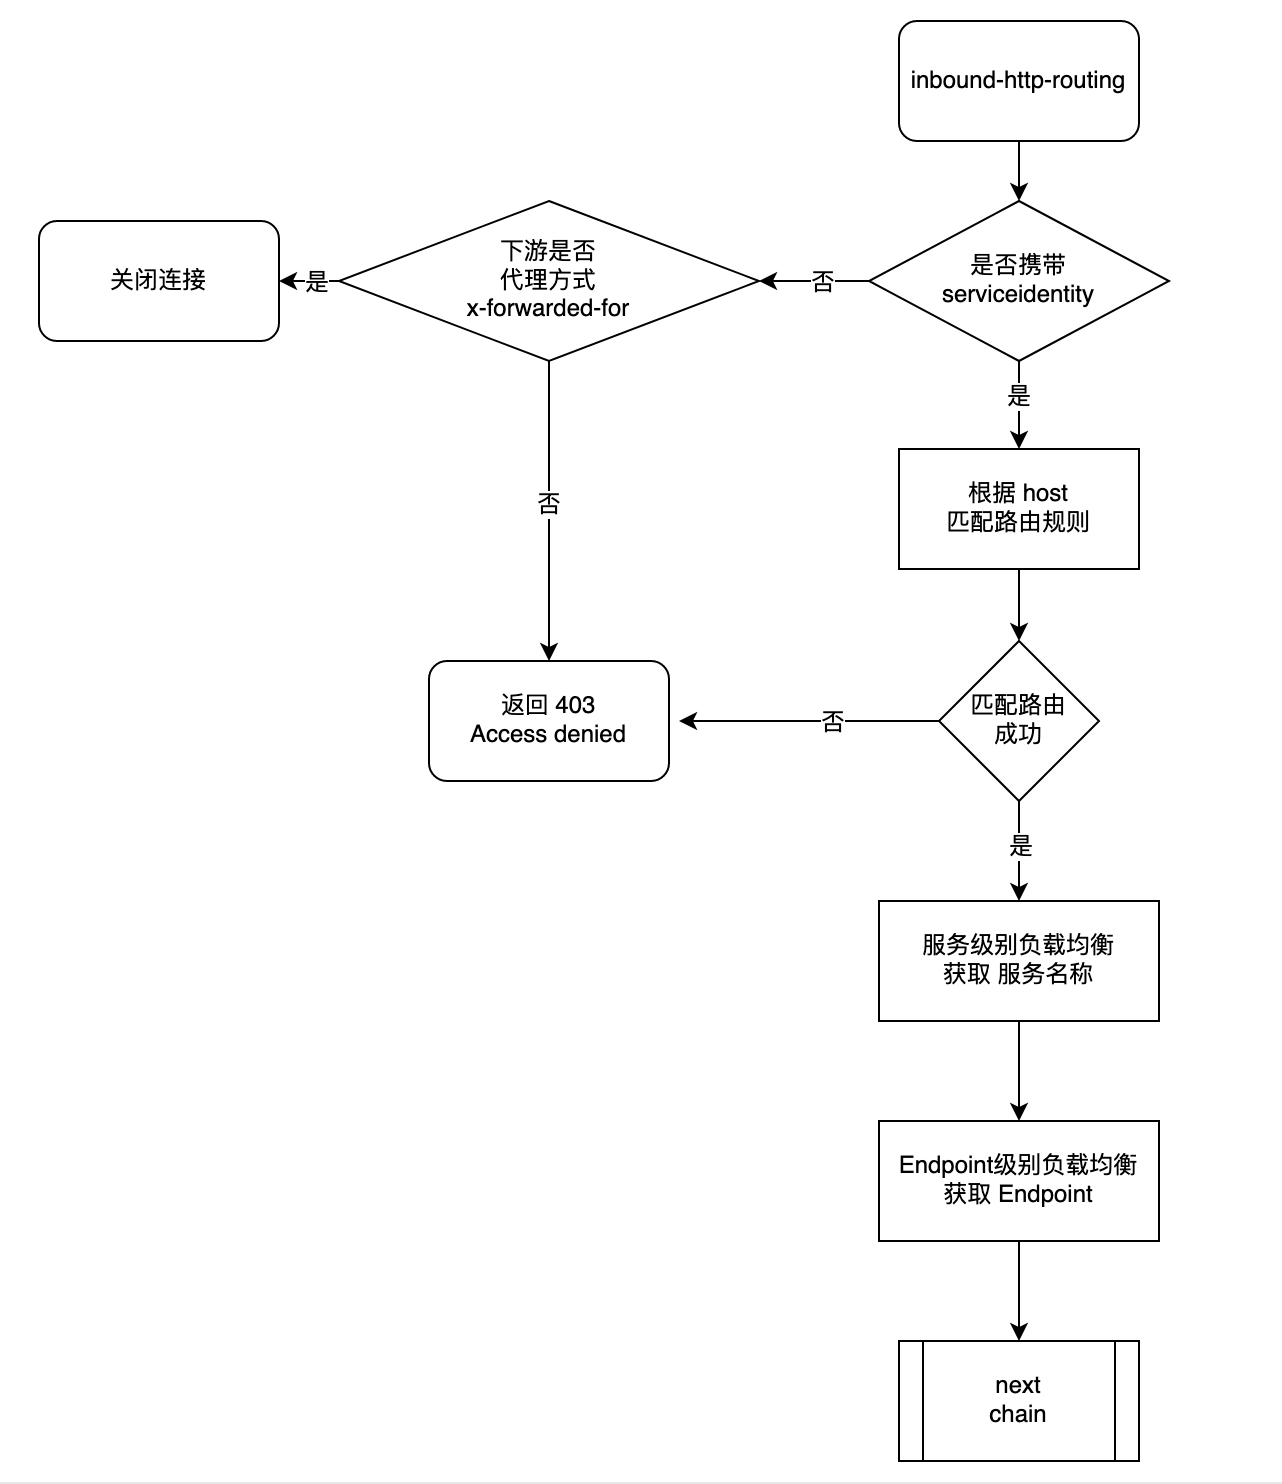 inbound-http-routing
是否携带
serviceidentity
否
下游是否
代理方式
x-forwarded-for
是
关闭连接
是
根据 host
匹配路由规则
否
匹配路由
成功
否
返回 403
Access denied
是
服务级别负载均衡
获取 服务名称
Endpoint级别负载均衡
获取 Endpoint
next
chain